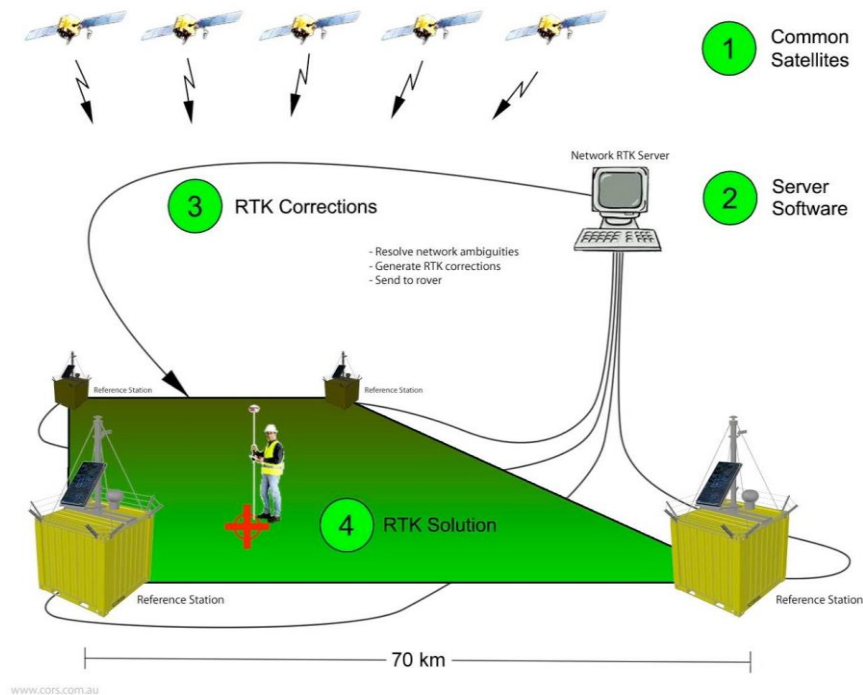 1
Common
Satellites
Network RTK Server
2
Server
Software
3
RTK Corrections
- Resolve network ambiguities
- Generate RTK corrections
- Send to rover
Reference Station
Reference Station
4
RTK Solution
Reference Station
Reference Station
70 km
www.cors.com.au